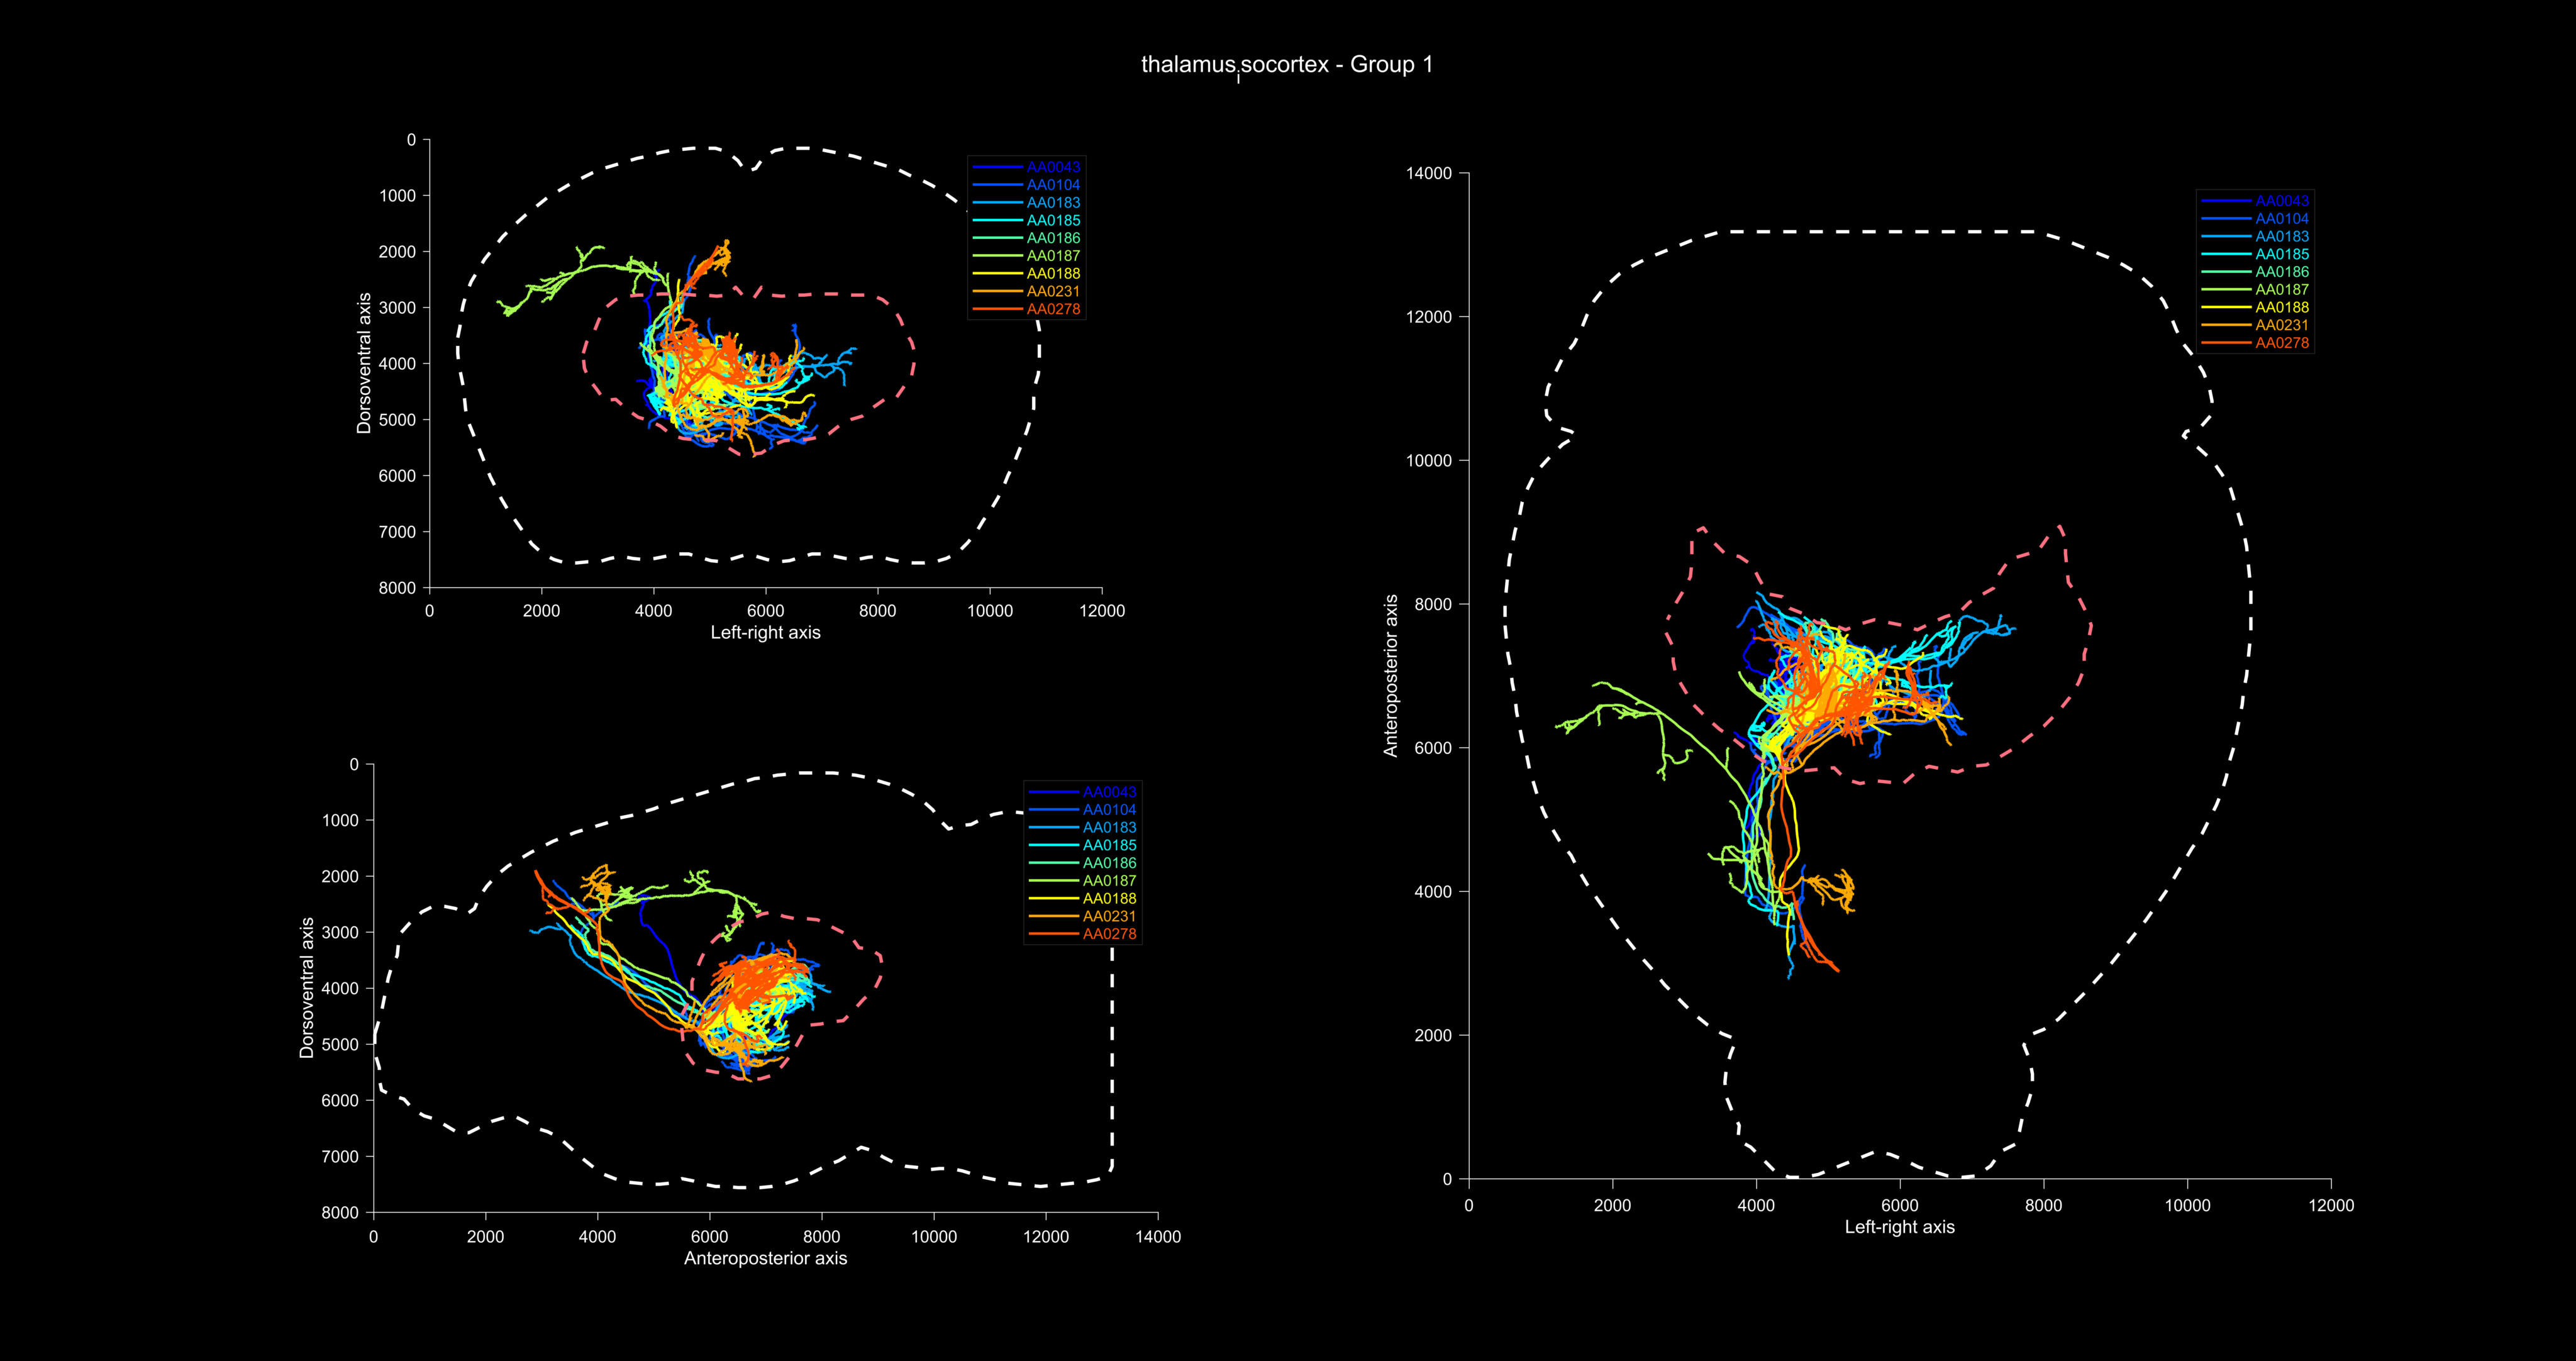 thalamus_isocortex - Group 1
0
1000
2000
3000
4000
5000
6000
7000
8000
Dorsoventral axis
0 2000 4000 6000 8000 10000 12000
Left-right axis
AA0043
AA0104
AA0183
AA0185
AA0186
AA0187
AA0188
AA0231
AA0278
0
1000
2000
3000
4000
5000
6000
7000
8000
Dorsoventral axis
0 2000 4000 6000 8000 10000 12000 14000
Anteroposterior axis
AA0043
AA0104
AA0183
AA0185
AA0186
AA0187
AA0188
AA0231
AA0278
14000
12000
10000
8000
6000
4000
2000
0
Anteroposterior axis
0 2000 4000 6000 8000 10000 12000
Left-right axis
AA0043
AA0104
AA0183
AA0185
AA0186
AA0187
AA0188
AA0231
AA0278